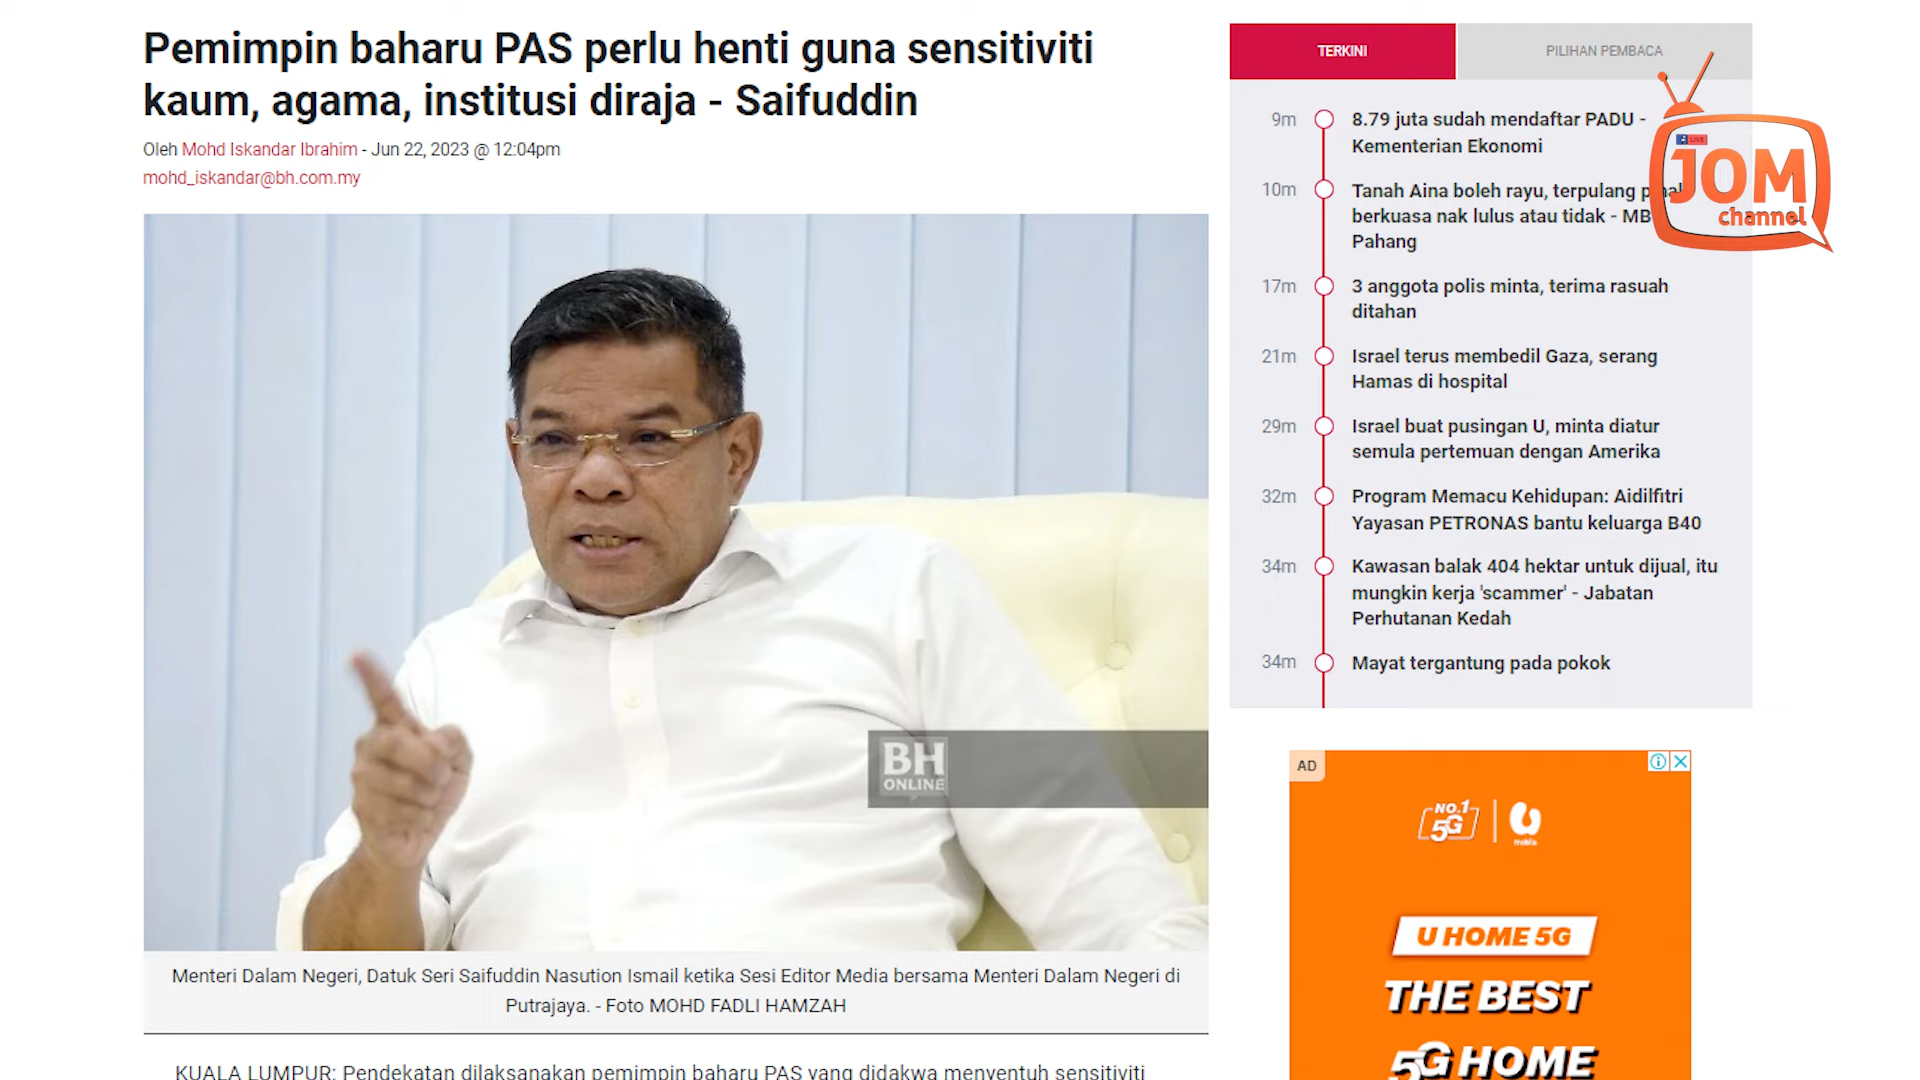 Pemimpin baharu PAS perlu henti guna sensitiviti
kaum, agama, institusi diraja - Saifuddin
Oleh Mohd Iskandar Ibrahim - Jun 22, 2023 @ 12:04pm
mohd_iskandar@bh.com.my
BH
ONLINE
Menteri Dalam Negeri, Datuk Seri Saifuddin Nasution Ismail ketika Sesi Editor Media bersama Menteri Dalam Negeri di
Putrajaya. - Foto MOHD FADLI HAMZAH
KUALA LUMPUR: Pendekatan dilaksanakan pemimpin baharu PAS yang didakwa menyentuh sensitiviti
TERKINI
PILIHAN PEMBACA
9m
8.79 juta sudah mendaftar PADU -
Kementerian Ekonomi
10m
Tanah Aina boleh rayu, terpulang
berkuasa nak lulus atau tidak - MB
Pahang
17m
3 anggota polis minta, terima rasuah
ditahan
21m
Israel terus membedil Gaza, serang
Hamas di hospital
29m
Israel buat pusingan U, minta diatur
semula pertemuan dengan Amerika
32m
Program Memacu Kehidupan: Aidilfitri
Yayasan PETRONAS bantu keluarga B40
34m
Kawasan balak 404 hektar untuk dijual, itu
mungkin kerja 'scammer' - Jabatan
Perhutanan Kedah
34m
Mayat tergantung pada pokok
LIVE
JOM
channel
AD
NO.1
5G
U
mobile
U HOME 5G
THE BEST
5G HOME